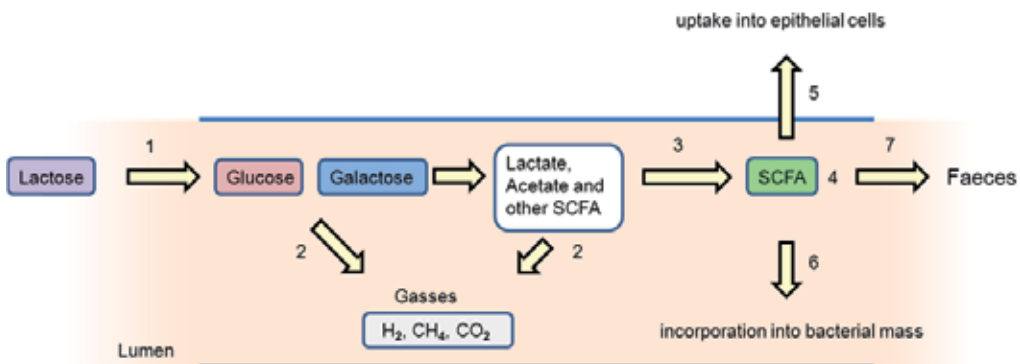 uptake into epithelial cells
5
1
3
7
Lactose
Glucose
Galactose
Lactate,
Acetate and
other SCFA
SCFA
4
Faeces
2
2
6
Gasses
H₂, CH₄, CO₂
incorporation into bacterial mass
Lumen